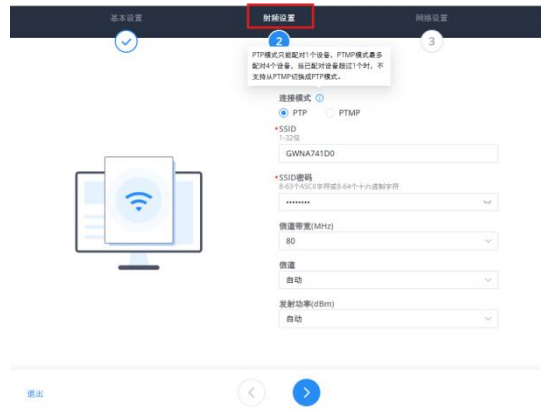 基本设置
射频设置
网络设置
2
3
PTP模式只能配对1个设备，PTMP模式最多
配对4个设备，当已配对设备超过1个时，不
支持从PTMP切换成PTP模式。
连接模式
PTP
PTMP
*SSID
1-32位
GWNA741D0
*SSID密码
8-63个ASCII字符或8-64个十六进制字符
••••••••
信道带宽(MHz)
80
信道
自动
发射功率(dBm)
自动
退出